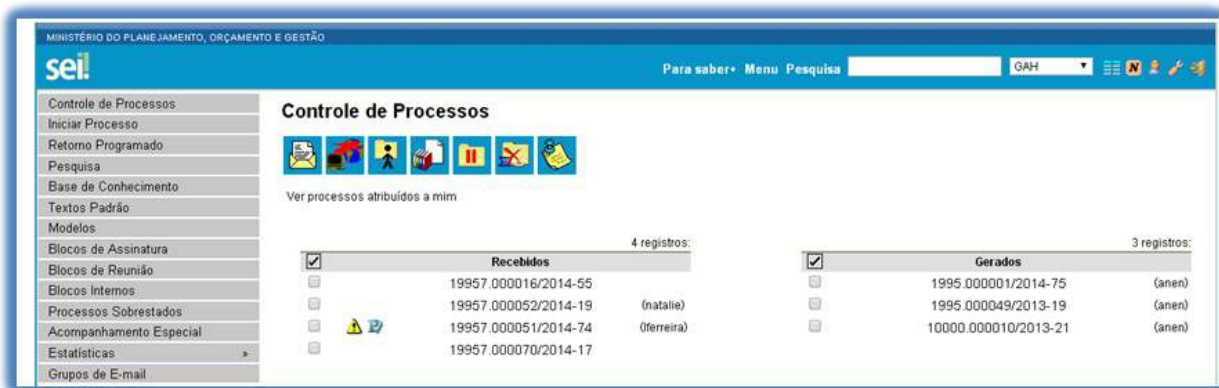 MINISTÉRIO DO PLANEJAMENTO, ORÇAMENTO E GESTÃO
sei!
Para saber+ Menu Pesquisa
GAH
N
Controle de Processos
Iniciar Processo
Retorno Programado
Pesquisa
Base de Conhecimento
Textos Padrão
Modelos
Blocos de Assinatura
Blocos de Reunião
Blocos Internos
Processos Sobrestados
Acompanhamento Especial
Estatísticas
Grupos de E-mail
Controle de Processos
Ver processos atribuídos a mim
4 registros:
Recebidos
19957.000016/2014-55
19957.000052/2014-19 (natalie)
19957.000051/2014-74 (lferreira)
19957.000070/2014-17
3 registros:
Gerados
1995.000001/2014-75 (anen)
1995.000049/2013-19 (anen)
10000.000010/2013-21 (anen)